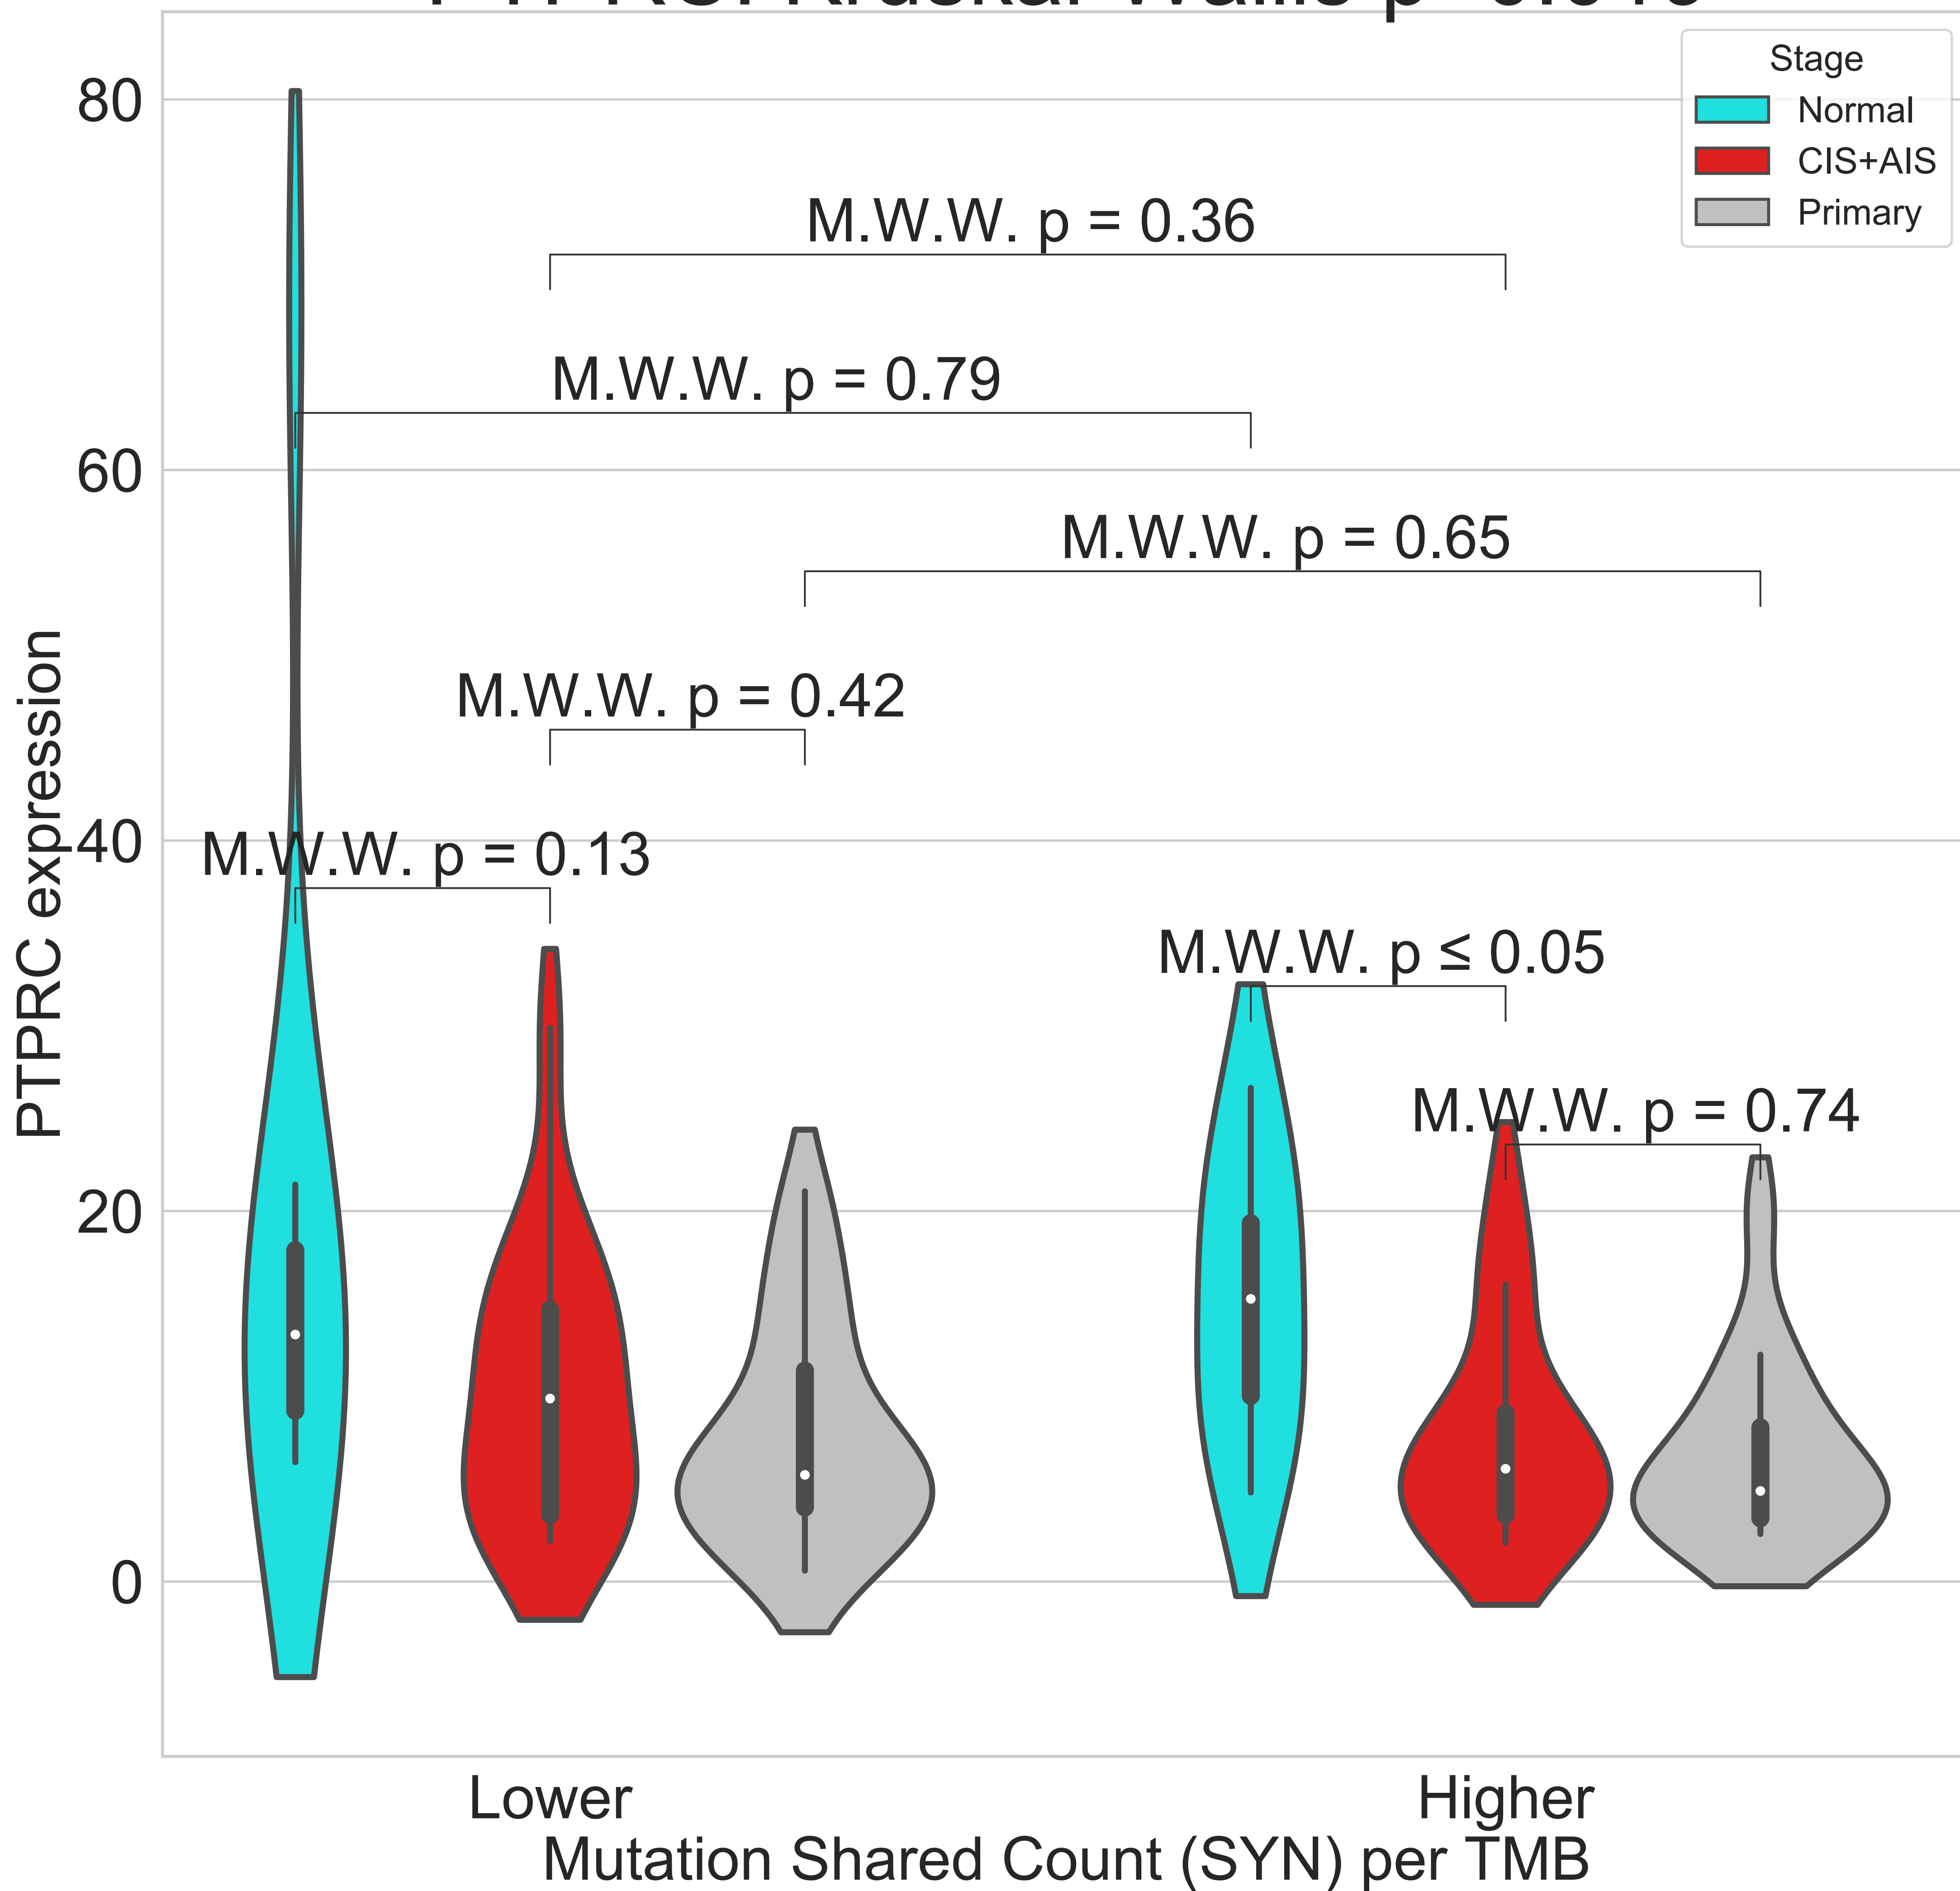 Stage
Normal
CIS+AIS
Primary
80
60
40
20
0
PTPRC expression
M.W.W. p = 0.36
M.W.W. p = 0.79
M.W.W. p = 0.65
M.W.W. p = 0.42
M.W.W. p = 0.13
M.W.W. p ≤ 0.05
M.W.W. p = 0.74
Lower
Higher
Mutation Shared Count (SYN) per TMB